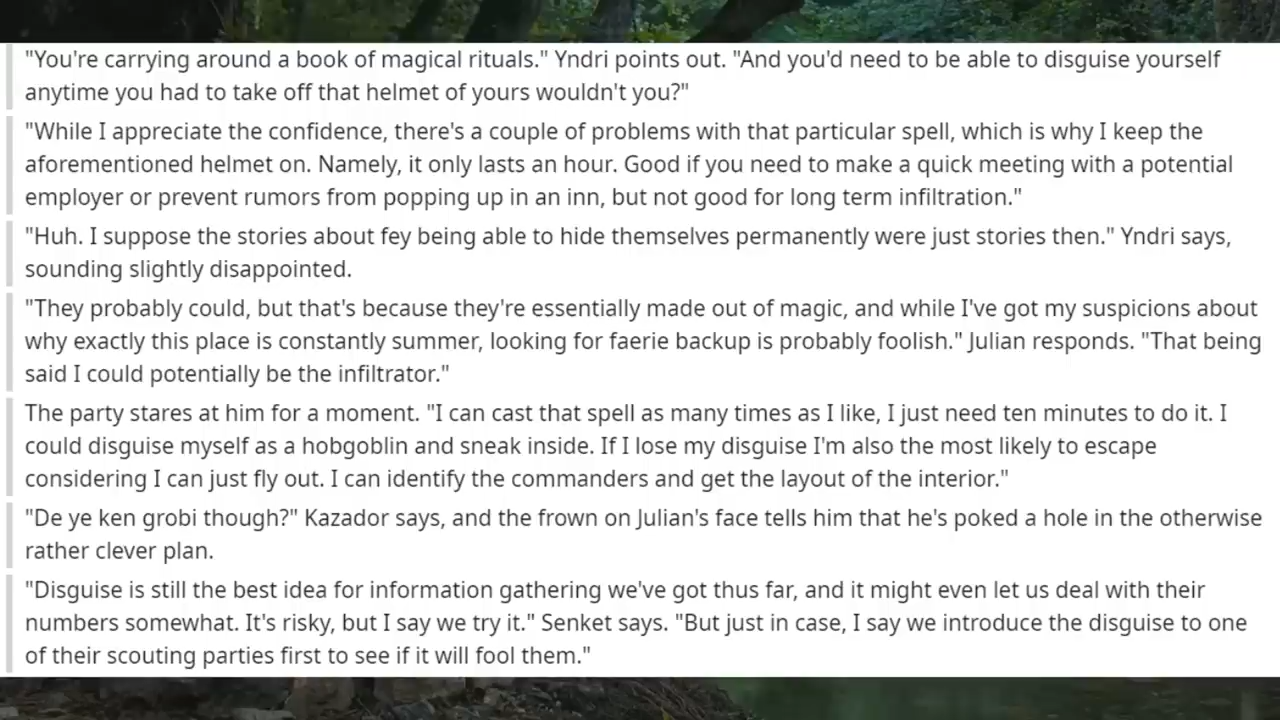 "You're carrying around a book of magical rituals." Yndri points out. "And you'd need to be able to disguise yourself
anytime you had to take off that helmet of yours wouldn't you?"
"While I appreciate the confidence, there's a couple of problems with that particular spell, which is why I keep the
aforementioned helmet on. Namely, it only lasts an hour. Good if you need to make a quick meeting with a potential
employer or prevent rumors from popping up in an inn, but not good for long term infiltration."
"Huh. I suppose the stories about fey being able to hide themselves permanently were just stories then." Yndri says,
sounding slightly disappointed.
"They probably could, but that's because they're essentially made out of magic, and while I've got my suspicions about
why exactly this place is constantly summer, looking for faerie backup is probably foolish." Julian responds. "That being
said I could potentially be the infiltrator."
The party stares at him for a moment. "I can cast that spell as many times as I like, I just need ten minutes to do it. I
could disguise myself as a hobgoblin and sneak inside. If I lose my disguise I'm also the most likely to escape
considering I can just fly out. I can identify the commanders and get the layout of the interior."
"De ye ken grobi though?" Kazador says, and the frown on Julian's face tells him that he's poked a hole in the otherwise
rather clever plan.
"Disguise is still the best idea for information gathering we've got thus far, and it might even let us deal with their
numbers somewhat. It's risky, but I say we try it." Senket says. "But just in case, I say we introduce the disguise to one
of their scouting parties first to see if it will fool them."